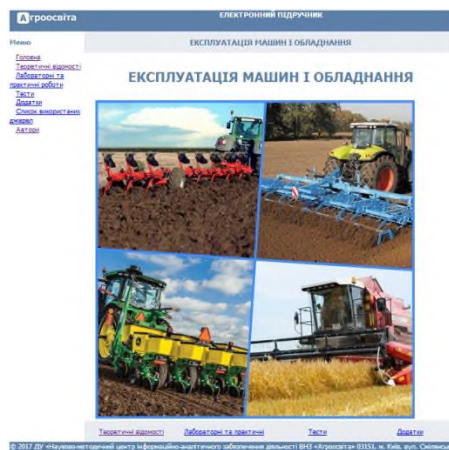 Агроосвіта
ЕЛЕКТРОННИЙ ПІДРУЧНИК
Меню
ЕКСПЛУАТАЦІЯ МАШИН І ОБЛАДНАННЯ
Головна
Теоретичні відомості
Лабораторні та
практичні роботи
Тести
Додатки
Список використаних
джерел
Автори
ЕКСПЛУАТАЦІЯ МАШИН І ОБЛАДНАННЯ
Теоретичні відомості Лабораторні та практичні Тести Додатки
© 2017 ДУ «Науково-методичний центр інформаційно-аналітичного забезпечення діяльності ВНЗ «Агроосвіта» 03151, м. Київ, вул.